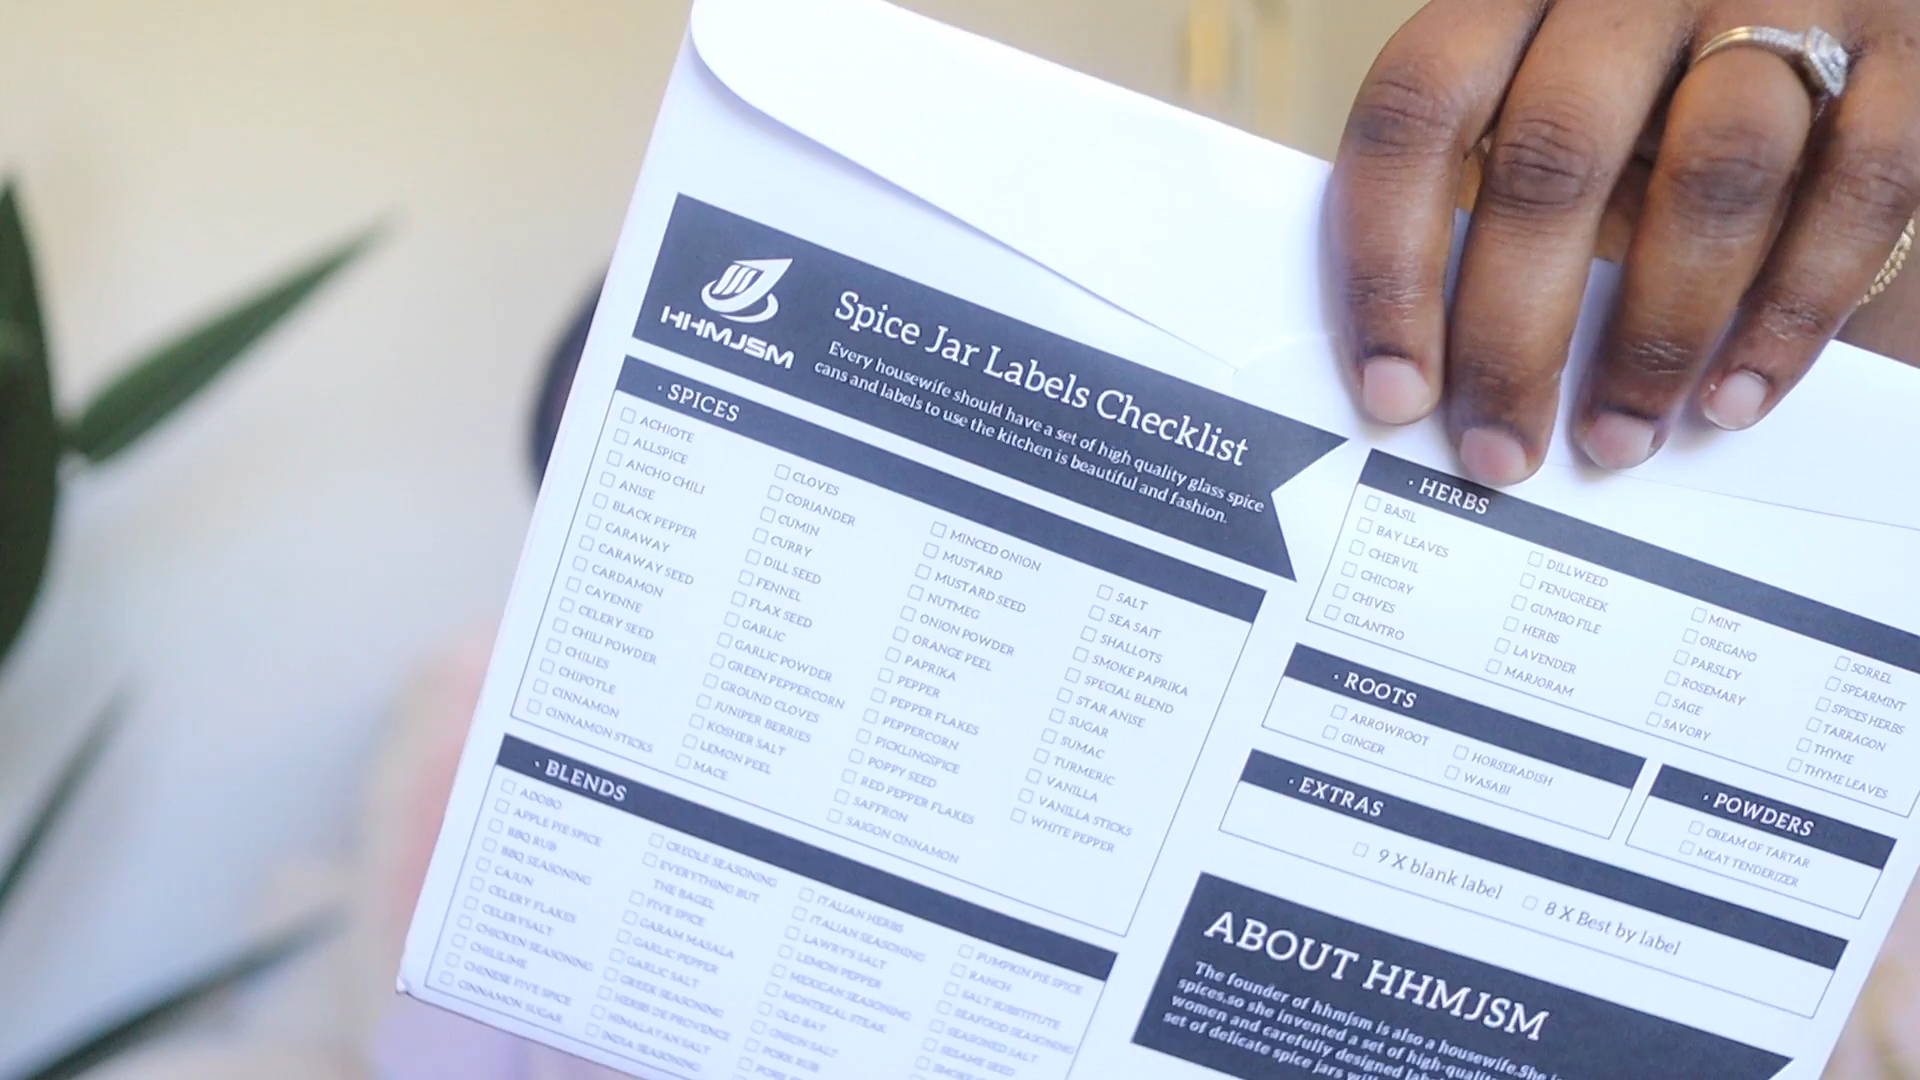 HHMJSM
Spice Jar Labels Checklist
Every housewife should have a set of high quality glass spice
cans and labels to use the kitchen is beautiful and fashion.
· SPICES
ACHIOTE
ALLSPICE
ANCHO CHILI
ANISE
BLACK PEPPER
CARAWAY
CARAWAY SEED
CARDAMON
CAYENNE
CELERY SEED
CHILI POWDER
CHILIES
CHIPOTLE
CINNAMON
CINNAMON STICKS
CLOVES
CORIANDER
CUMIN
CURRY
DILL SEED
FENNEL
FLAX SEED
GARLIC
GARLIC POWDER
GREEN PEPPERCORN
GROUND CLOVES
JUNIPER BERRIES
KOSHER SALT
LEMON PEEL
MACE
MINCED ONION
MUSTARD
MUSTARD SEED
NUTMEG
ONION POWDER
ORANGE PEEL
PAPRIKA
PEPPER
PEPPER FLAKES
PEPPERCORN
PICKLINGSPICE
POPPY SEED
RED PEPPER FLAKES
SAFFRON
SAIGON CINNAMON
SALT
SEA SAIT
SHALLOTS
SMOKE PAPRIKA
SPECIAL BLEND
STAR ANISE
SUGAR
SUMAC
TURMERIC
VANILLA
VANILLA STICKS
WHITE PEPPER
· BLENDS
ADOBO
APPLE PIE SPICE
BBQ RUB
BBQ SEASONING
CAJUN
CELERY FLAKES
CELERYSALT
CHICKEN SEASONING
CHILILIME
CHINESE FIVE SPICE
CINNAMON SUGAR
CREOLE SEASONING
EVERYTHING BUT
THE BAGEL
FIVE SPICE
GARAM MASALA
GARLIC PEPPER
GARLIC SALT
GREEK SEASONING
HERBS DE PROVENCE
HIMALAYAN SALT
INDIA SEASONING
ITALIAN HERBS
ITALIAN SEASONING
LAWRY'S SALT
LEMON PEPPER
MEXICAN SEASONING
MONTREAL STEAK
OLD BAY
ONION SALT
PORK RUB
PUMPKIN PIE SPICE
RANCH
SALT SUBSTITUTE
SEAFOOD SEASONING
SEASONED SALT
SESAME SEED
· HERBS
BASIL
BAY LEAVES
CHERVIL
CHICORY
CHIVES
CILANTRO
DILLWEED
FENUGREEK
GUMBO FILE
HERBS
LAVENDER
MARJORAM
MINT
OREGANO
PARSLEY
ROSEMARY
SAGE
SAVORY
SORREL
SPEARMINT
SPICES HERBS
TARRAGON
THYME
THYME LEAVES
· ROOTS
ARROWROOT
GINGER
HORSERADISH
WASABI
· POWDERS
CREAM OF TARTAR
MEAT TENDERIZER
· EXTRAS
9 X blank label
8 X Best by label
ABOUT HHMJSM
The founder of hhmjsm is also a housewife.She
spices,so she invented a set of high-quality
women and carefully designed
set of delicate spice jars